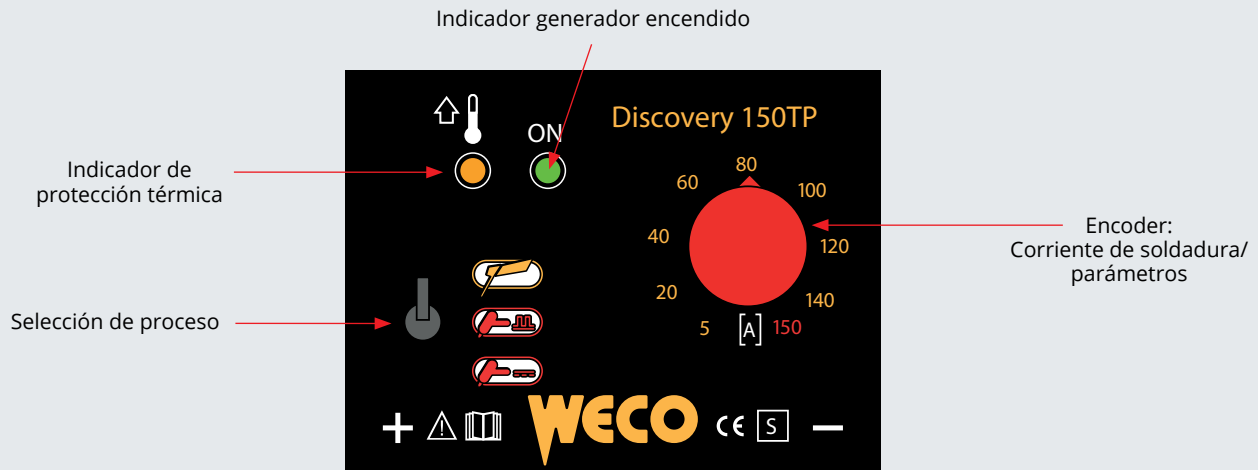 Indicador generador encendido
Discovery 150TP
ON
Indicador de
protección térmica
80
60
100
40
120
20
140
5
[A]
150
Encoder:
Corriente de soldadura/
parámetros
Selección de proceso
+
WECO
CE
S
−